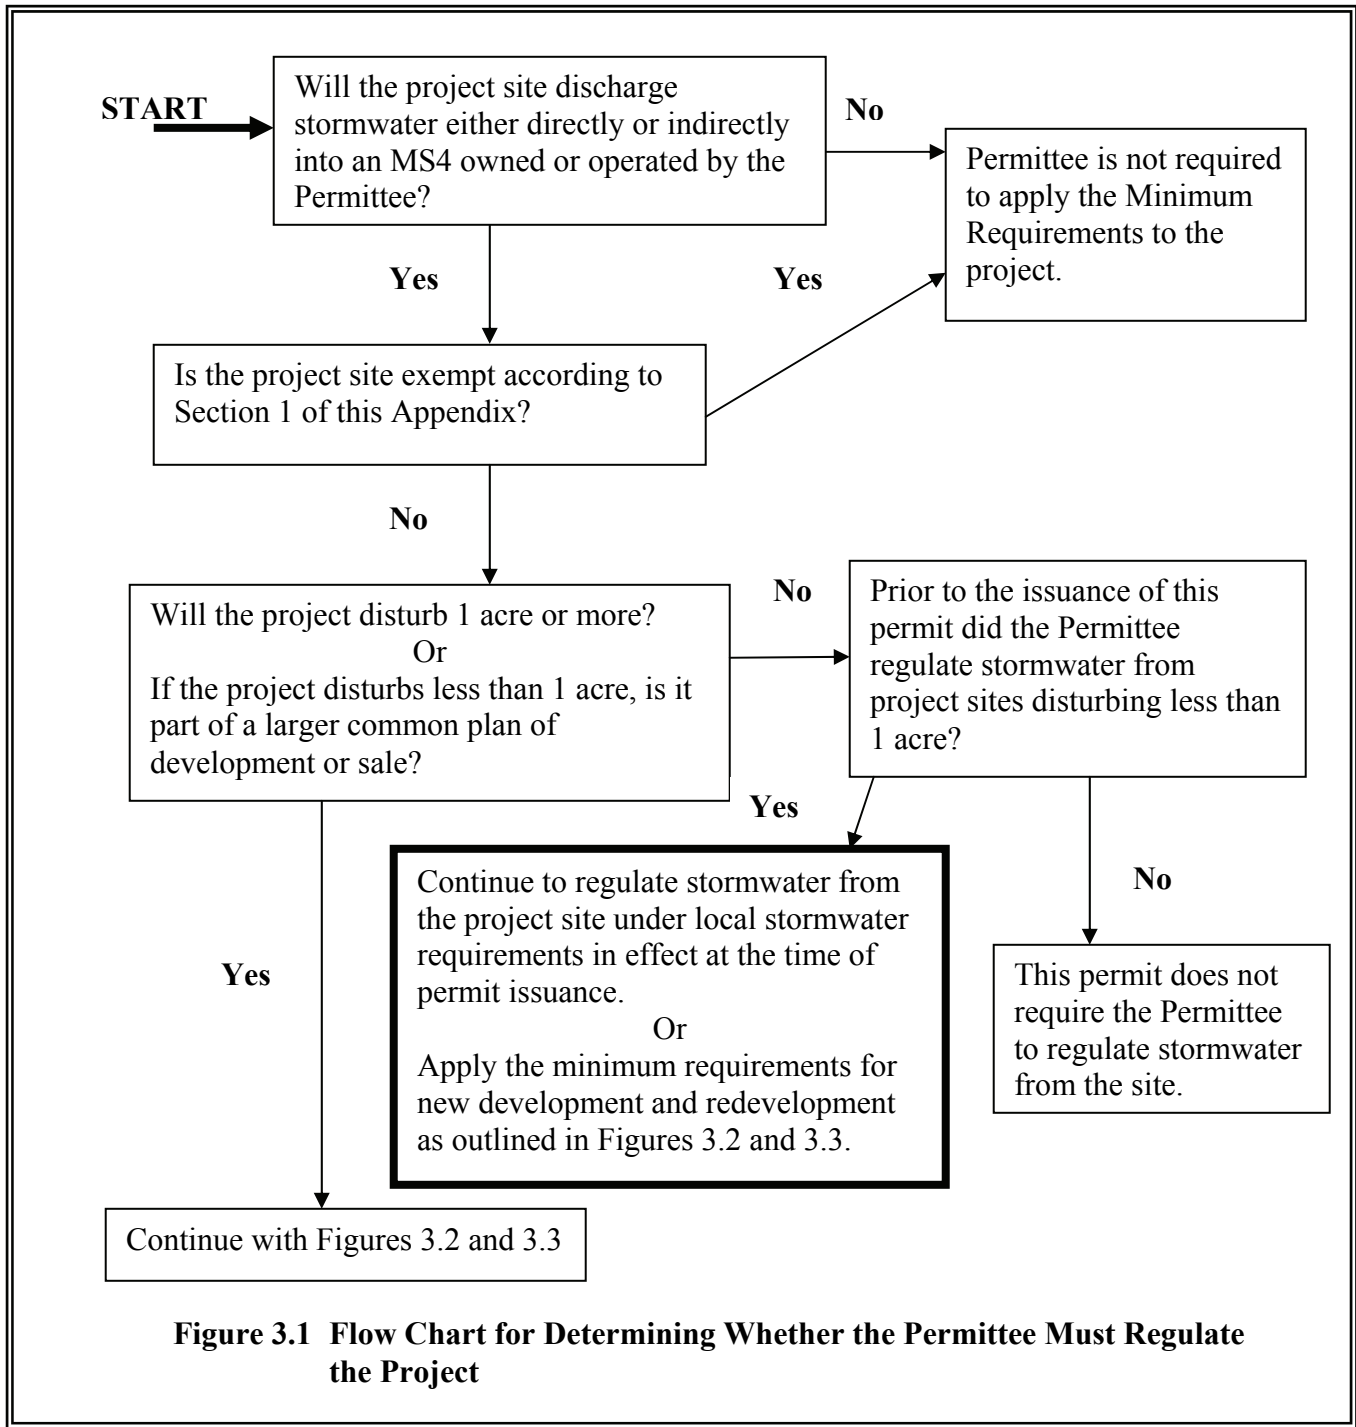 START
Will the project site discharge
stormwater either directly or indirectly
into an MS4 owned or operated by the
Permittee?
No
Permittee is not required
to apply the Minimum
Requirements to the
project.
Yes
Yes
Is the project site exempt according to
Section 1 of this Appendix?
No
Will the project disturb 1 acre or more?
Or
If the project disturbs less than 1 acre, is it
part of a larger common plan of
development or sale?
No
Prior to the issuance of this
permit did the Permittee
regulate stormwater from
project sites disturbing less than
1 acre?
Yes
Continue to regulate stormwater from
the project site under local stormwater
requirements in effect at the time of
permit issuance.
Or
Apply the minimum requirements for
new development and redevelopment
as outlined in Figures 3.2 and 3.3.
No
This permit does not
require the Permittee
to regulate stormwater
from the site.
Yes
Continue with Figures 3.2 and 3.3
Figure 3.1 Flow Chart for Determining Whether the Permittee Must Regulate
the Project